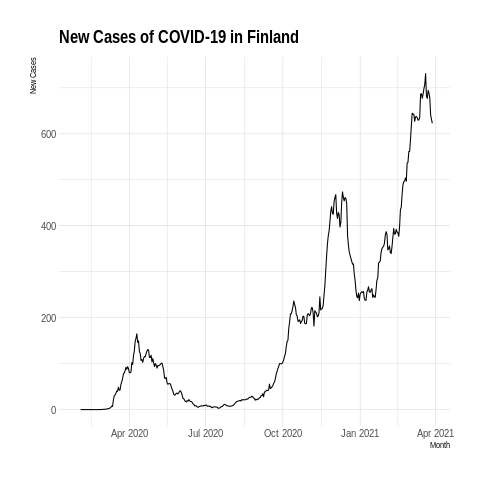 New Cases of COVID-19 in Finland
New Cases
600
400
200
0
Apr 2020 Jul 2020 Oct 2020 Jan 2021 Apr 2021
Month